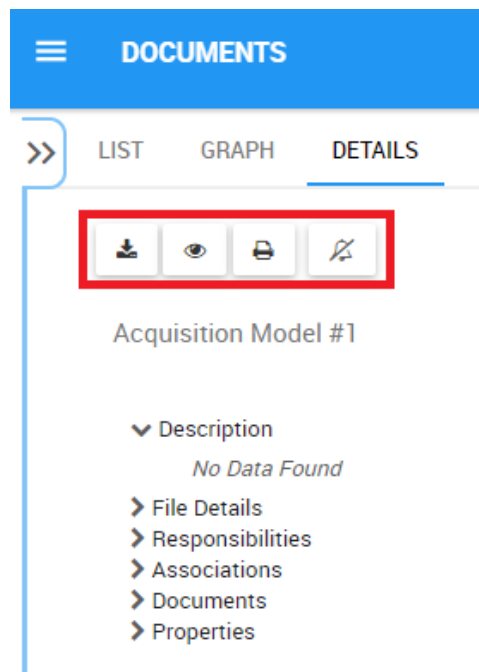 DOCUMENTS
LIST GRAPH DETAILS
Acquisition Model #1
Description
No Data Found
File Details
Responsibilities
Associations
Documents
Properties